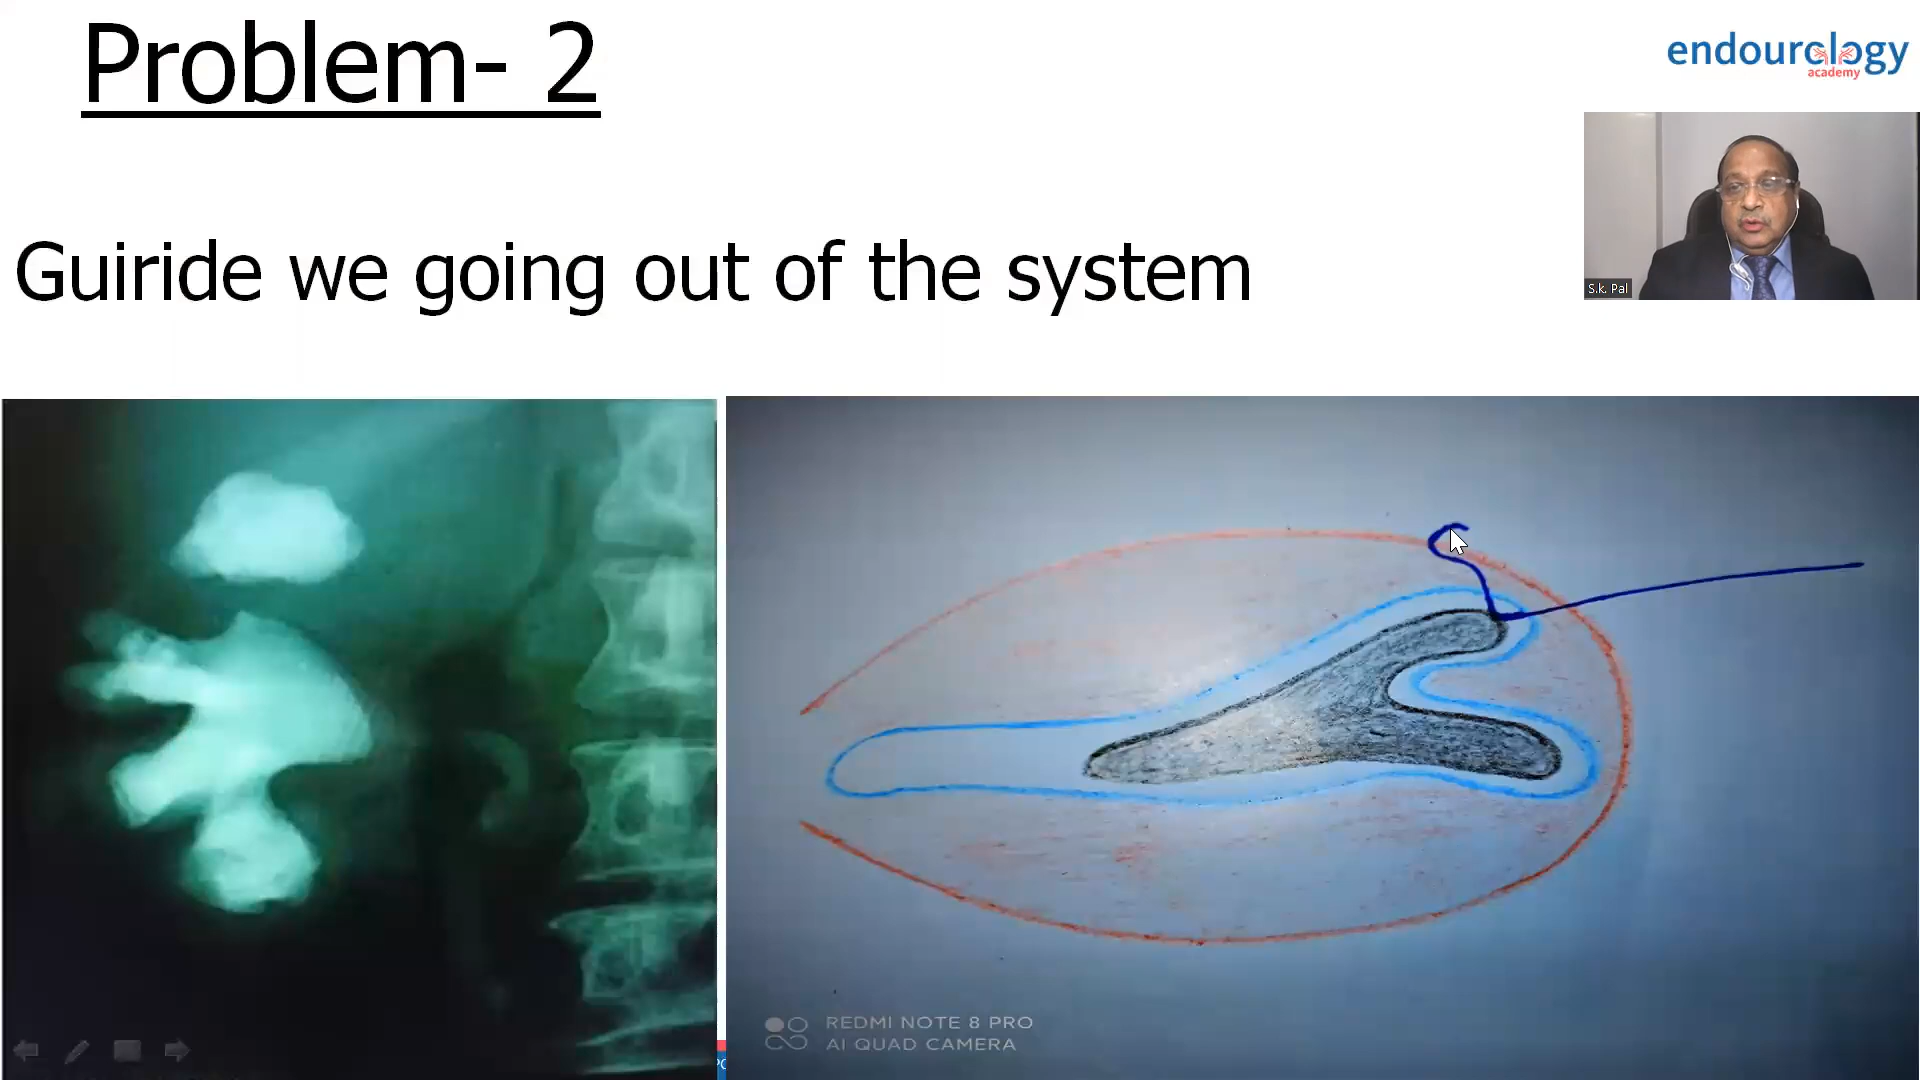 Problem- 2
endourology
academy
S.k. Pal
Guiride we going out of the system
REDMI NOTE 8 PRO
AI QUAD CAMERA